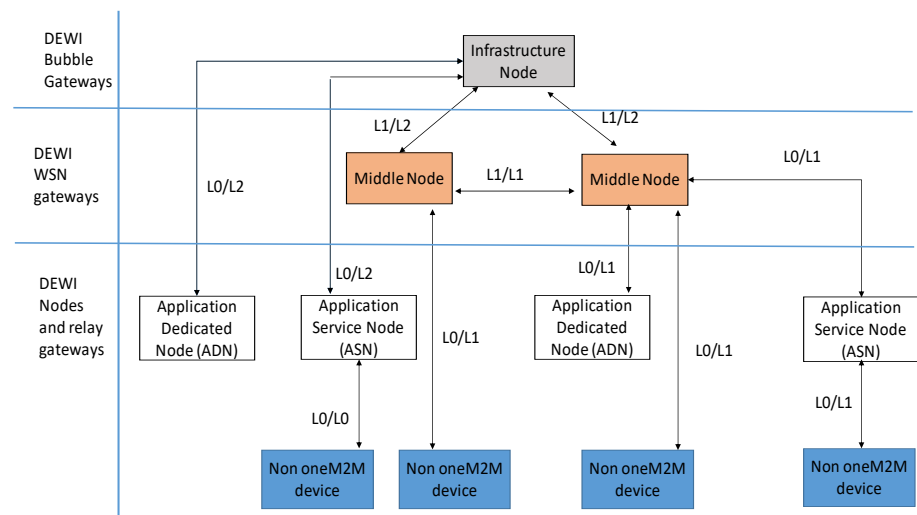 DEWI
Bubble
Gateways
Infrastructure
Node
L1/L2
L1/L2
DEWI
WSN
gateways
L0/L2
Middle Node
L1/L1
Middle Node
L0/L1
DEWI
Nodes
and relay
gateways
L0/L2
L0/L1
Application
Dedicated
Node (ADN)
Application
Service Node
(ASN)
L0/L1
Application
Dedicated
Node (ADN)
L0/L1
Application
Service Node
(ASN)
L0/L0
L0/L1
Non oneM2M
device
Non oneM2M
device
Non oneM2M
device
Non oneM2M
device